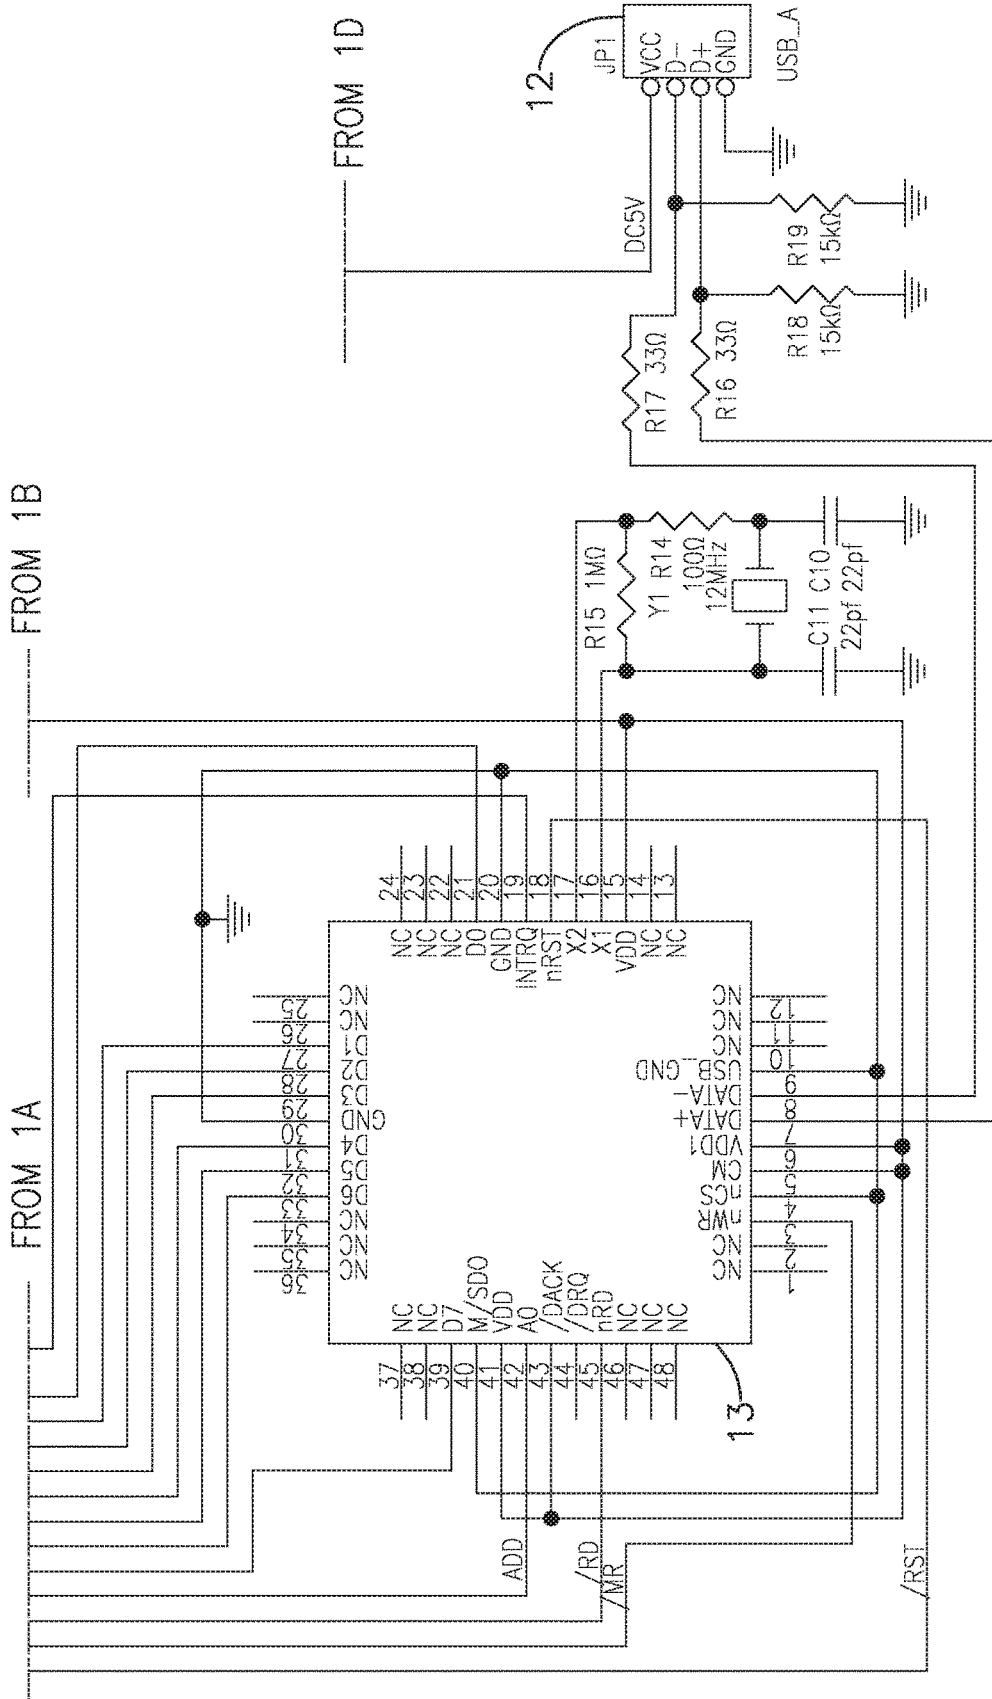 FROM 1A
FROM 1B
FROM 1D
12
JP1
VCC
D-
D+
GND
USB_A
DC5V
R17 33Ω
R16 33Ω
R19
15kΩ
R18
15kΩ
R15 1MΩ
Y1 R14
100Ω
12MHz
C11 C10
22pf 22pf
24
23
22
21
20
19
18
17
16
15
14
13
NC
NC
NC
D0
GND
INTRQ
nRST
X2
X1
VDD
NC
NC
25
26
27
28
29
30
31
32
33
34
35
36
NC
NC
D1
D2
D3
GND
D4
D5
D6
NC
NC
NC
NC
NC
NC
USB_GND
DATA-
DATA+
VDD1
CM
nCS
nWR
NC
NC
12
11
10
9
8
7
6
5
4
3
2
1
NC
NC
D7
M/SDO
VDD
A0
/DACK
/DRQ
nRD
NC
NC
NC
37
38
39
40
41
42
43
44
45
46
47
48
13
ADD
/RD
/MR
/RST